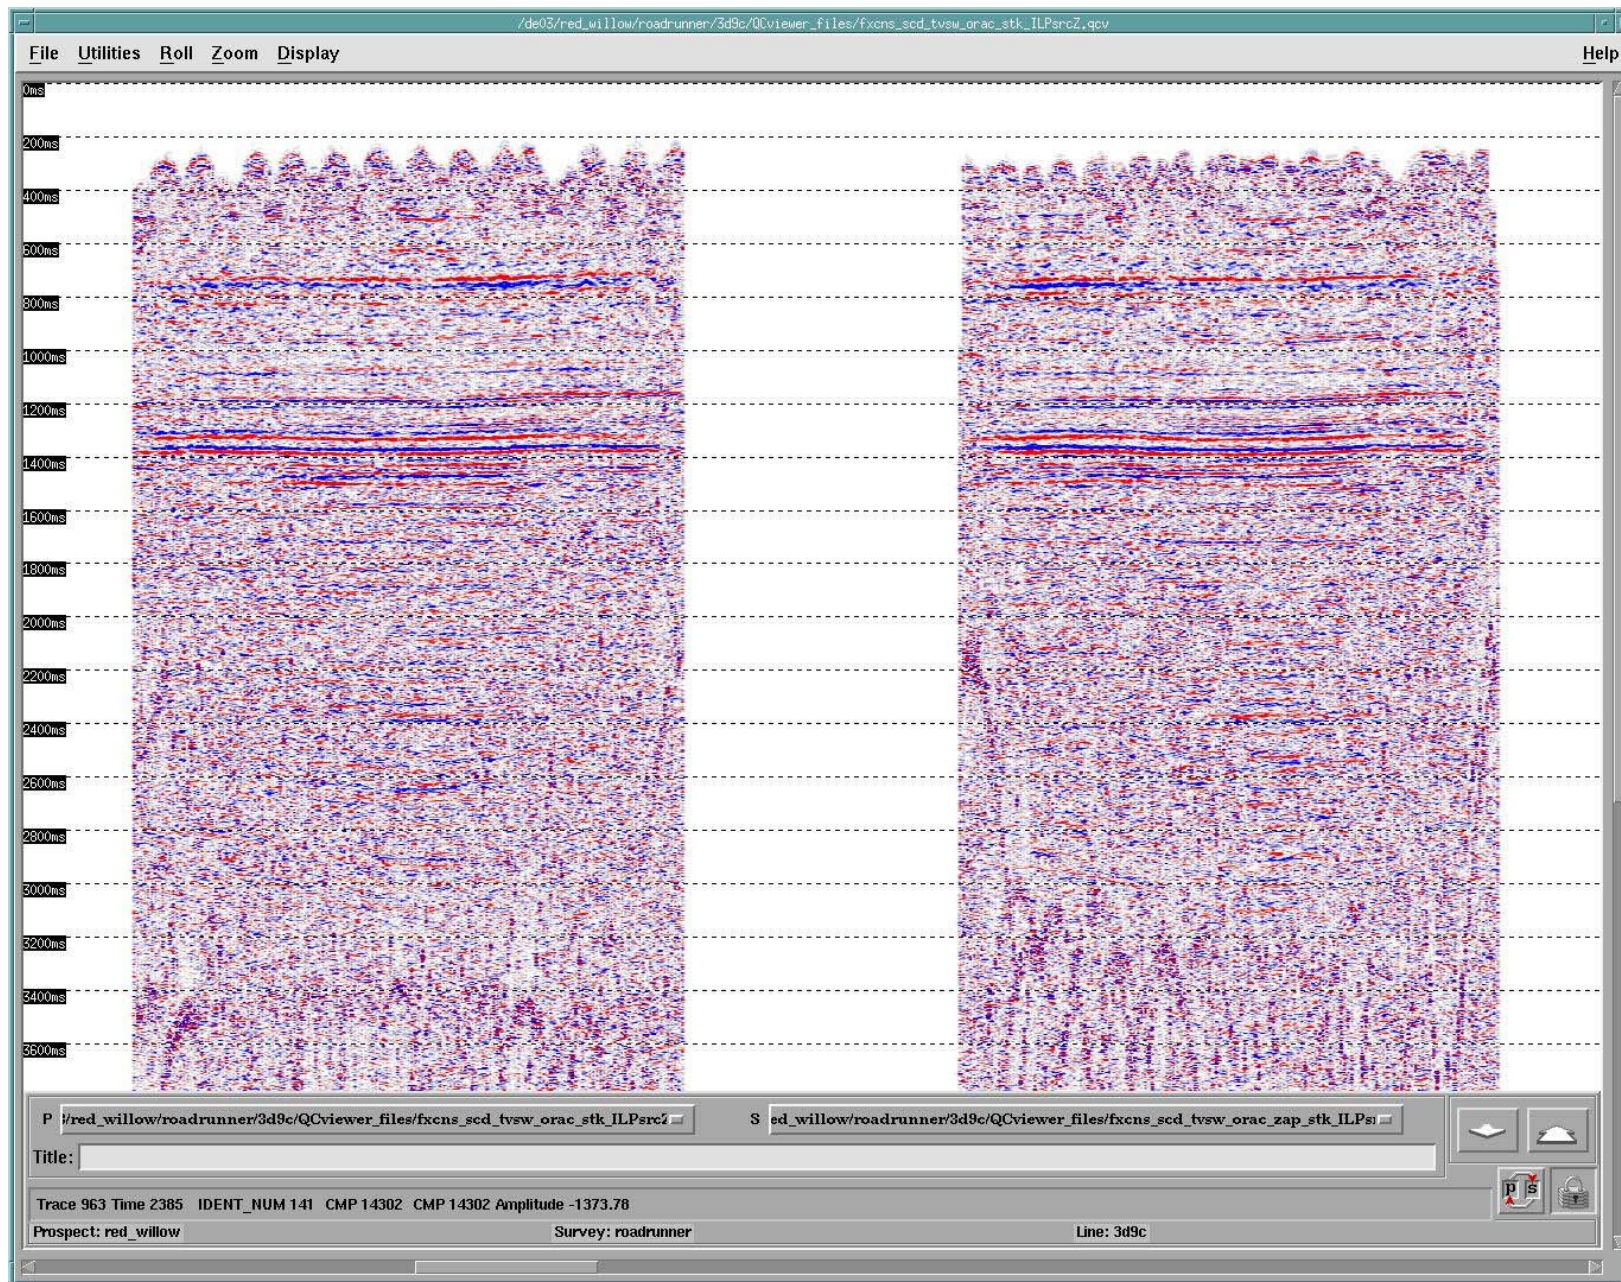 /de03/red_willow/roadrunner/3d9c/QCviewer_files/fxcns_scd_tvsw_orac_stk_ILPsrcZ.qcv
File Utilities Roll Zoom Display Help
0ms
200ms
400ms
600ms
800ms
1000ms
1200ms
1400ms
1600ms
1800ms
2000ms
2200ms
2400ms
2600ms
2800ms
3000ms
3200ms
3400ms
3600ms
P /red_willow/roadrunner/3d9c/QCviewer_files/fxcns_scd_tvsw_orac_stk_ILPsrcZ S ed_willow/roadrunner/3d9c/QCviewer_files/fxcns_scd_tvsw_orac_zap_stk_ILPs
Title:
p s
Trace 963 Time 2385 IDENT_NUM 141 CMP 14302 CMP 14302 Amplitude -1373.78
Prospect: red_willow Survey: roadrunner Line: 3d9c